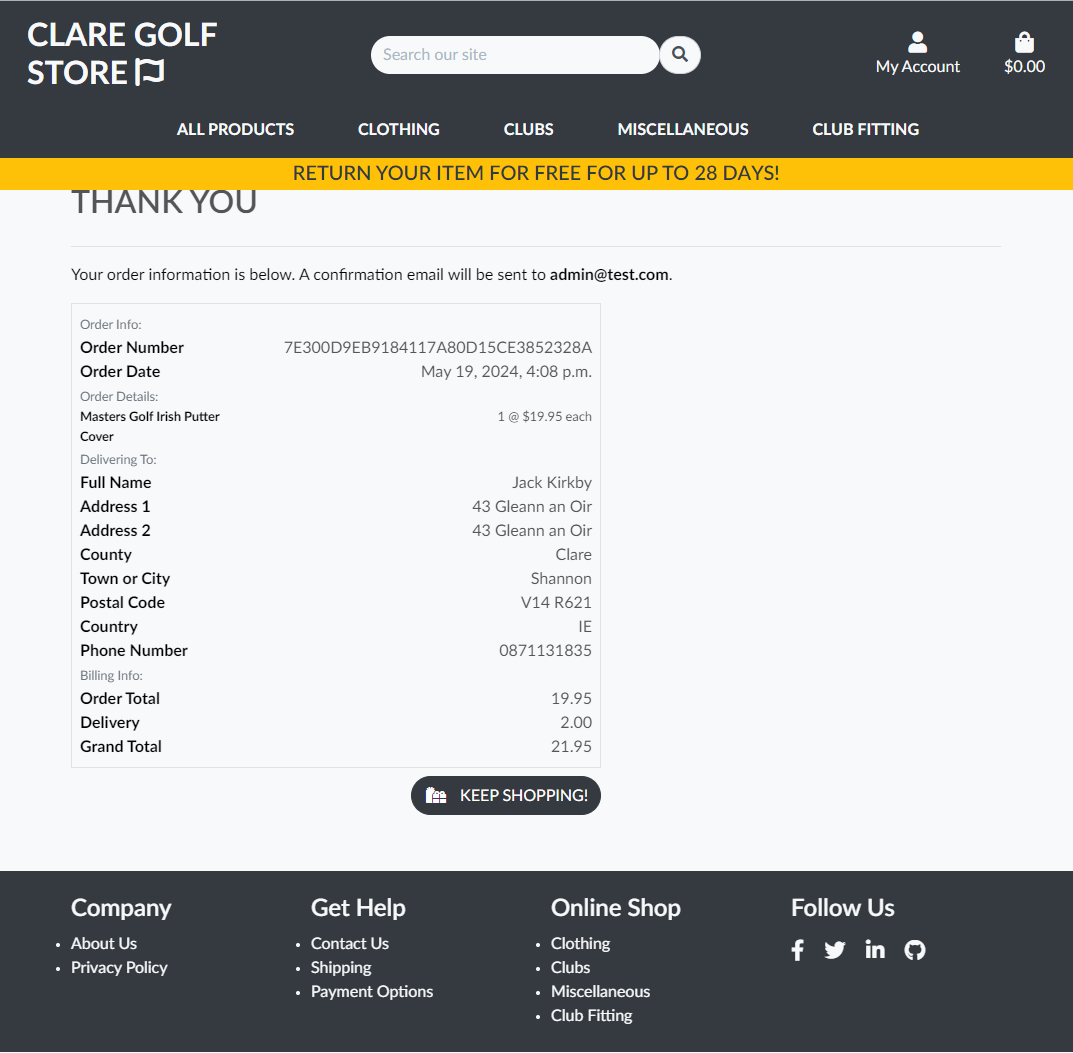 CLARE GOLF
STORE
Search our site
My Account
$0.00
ALL PRODUCTS CLOTHING CLUBS MISCELLANEOUS CLUB FITTING
RETURN YOUR ITEM FOR FREE FOR UP TO 28 DAYS!
THANK YOU
Your order information is below. A confirmation email will be sent to admin@test.com.
Order Info:
Order Number 7E300D9EB9184117A80D15CE3852328A
Order Date May 19, 2024, 4:08 p.m.
Order Details:
Masters Golf Irish Putter 1 @ $19.95 each
Cover
Delivering To:
Full Name Jack Kirkby
Address 1 43 Gleann an Oir
Address 2 43 Gleann an Oir
County Clare
Town or City Shannon
Postal Code V14 R621
Country IE
Phone Number 0871131835
Billing Info:
Order Total 19.95
Delivery 2.00
Grand Total 21.95
KEEP SHOPPING!
Company
About Us
Privacy Policy
Get Help
Contact Us
Shipping
Payment Options
Online Shop
Clothing
Clubs
Miscellaneous
Club Fitting
Follow Us